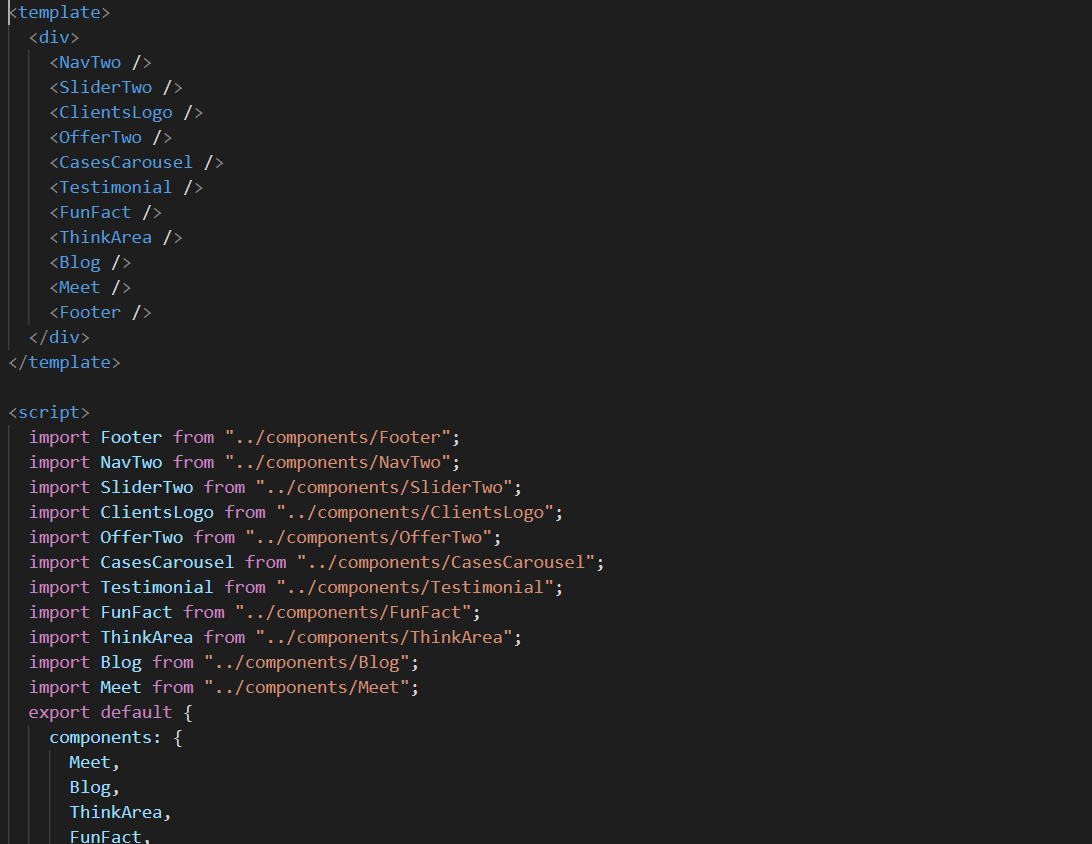 <template>
  <div>
    <NavTwo />
    <SliderTwo />
    <ClientsLogo />
    <OfferTwo />
    <CasesCarousel />
    <Testimonial />
    <FunFact />
    <ThinkArea />
    <Blog />
    <Meet />
    <Footer />
  </div>
</template>

<script>
  import Footer from "../components/Footer";
  import NavTwo from "../components/NavTwo";
  import SliderTwo from "../components/SliderTwo";
  import ClientsLogo from "../components/ClientsLogo";
  import OfferTwo from "../components/OfferTwo";
  import CasesCarousel from "../components/CasesCarousel";
  import Testimonial from "../components/Testimonial";
  import FunFact from "../components/FunFact";
  import ThinkArea from "../components/ThinkArea";
  import Blog from "../components/Blog";
  import Meet from "../components/Meet";
  export default {
    components: {
      Meet,
      Blog,
      ThinkArea,
      FunFact,